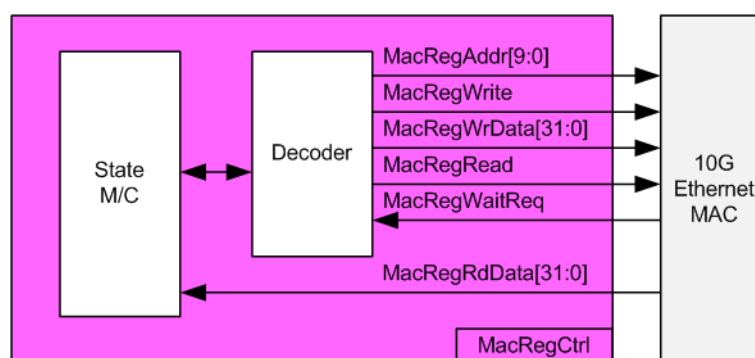 State
M/C
Decoder
MacRegAddr[9:0]
MacRegWrite
MacRegWrData[31:0]
MacRegRead
MacRegWaitReq
MacRegRdData[31:0]
10G
Ethernet
MAC
MacRegCtrl